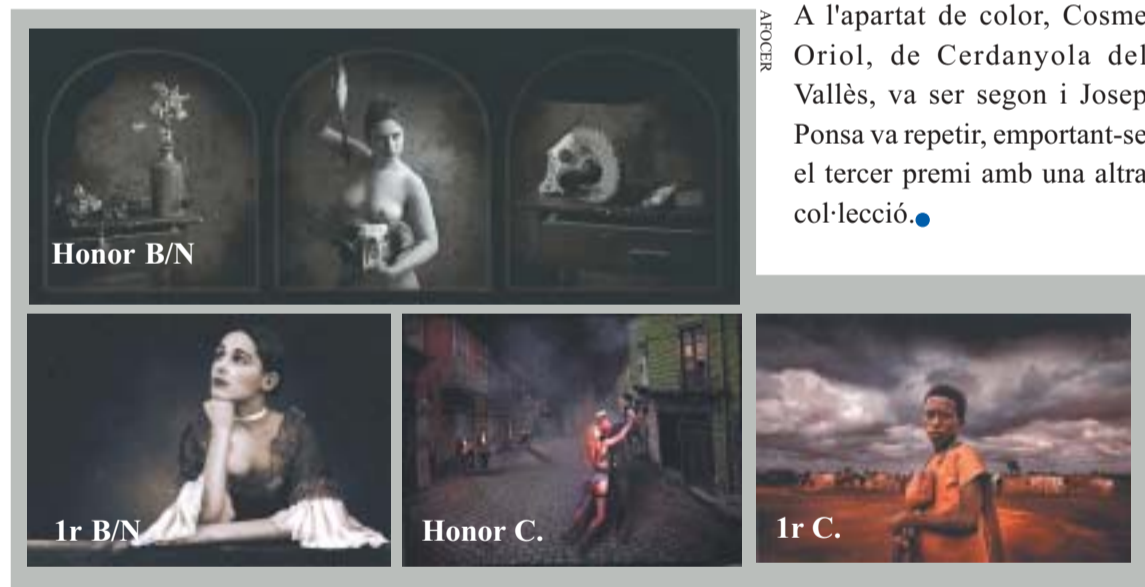 AFOCER
A l'apartat de color, Cosme
Oriol, de Cerdanyola del
Vallès, va ser segon i Josep
Ponsa va repetir, emportant-se
el tercer premi amb una altra
col·lecció.
Honor B/N
1r B/N
Honor C.
1r C.